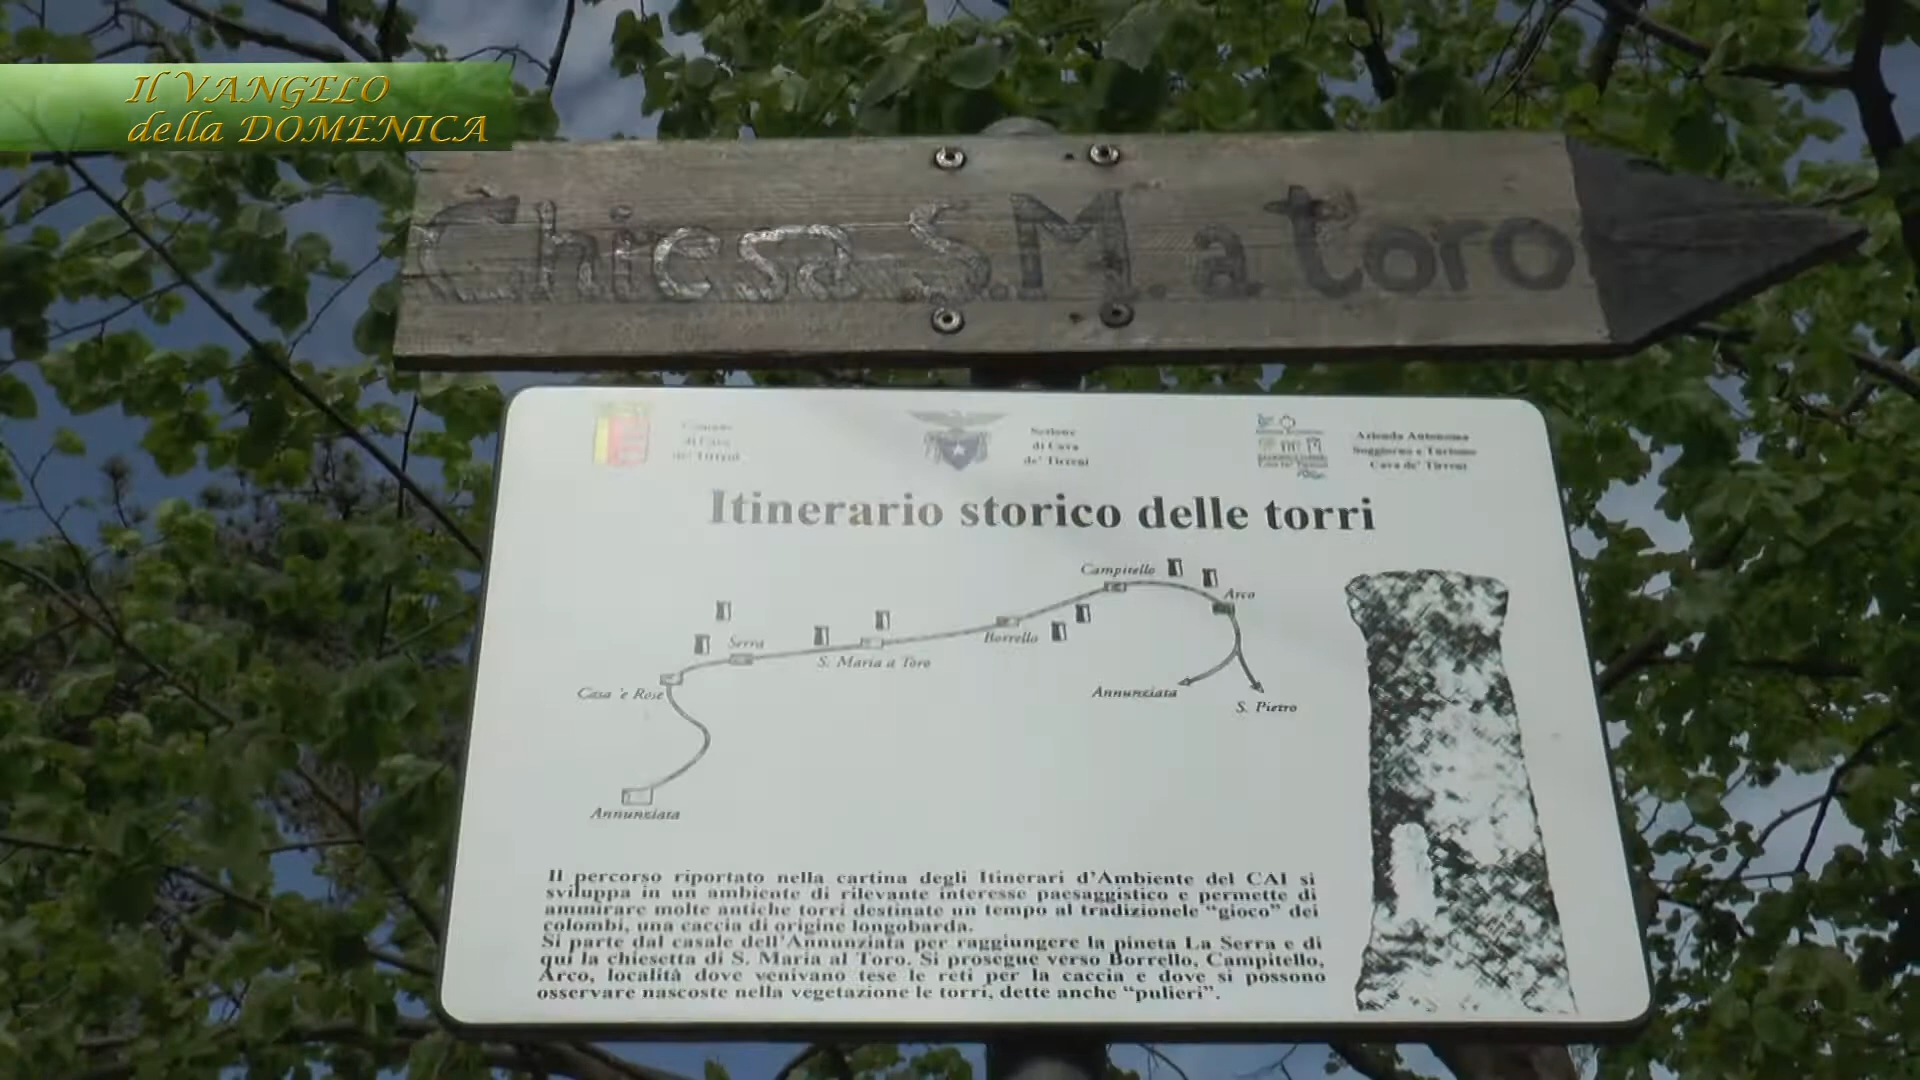 Il VANGELO
della DOMENICA
Chiesa S.M. a toro
Comune
di Cava
de' Tirreni
Sezione
di Cava
de' Tirreni
Azienda Autonoma
Soggiorno e Turismo
Cava de' Tirreni
Itinerario storico delle torri
Campitello
Arco
Serra
Borrello
S. Maria a Toro
Casa 'e Rose
Annunziata
S. Pietro
Annunziata
Il percorso riportato nella cartina degli Itinerari d'Ambiente del CAI si
sviluppa in un ambiente di rilevante interesse paesaggistico e permette di
ammirare molte antiche torri destinate un tempo al tradizionele “gioco” dei
colombi, una caccia di origine longobarda.
Si parte dal casale dell'Annunziata per raggiungere la pineta La Serra e di
qui la chiesetta di S. Maria al Toro. Si prosegue verso Borrello, Campitello,
Arco, località dove venivano tese le reti per la caccia e dove si possono
osservare nascoste nella vegetazione le torri, dette anche “pulieri”.